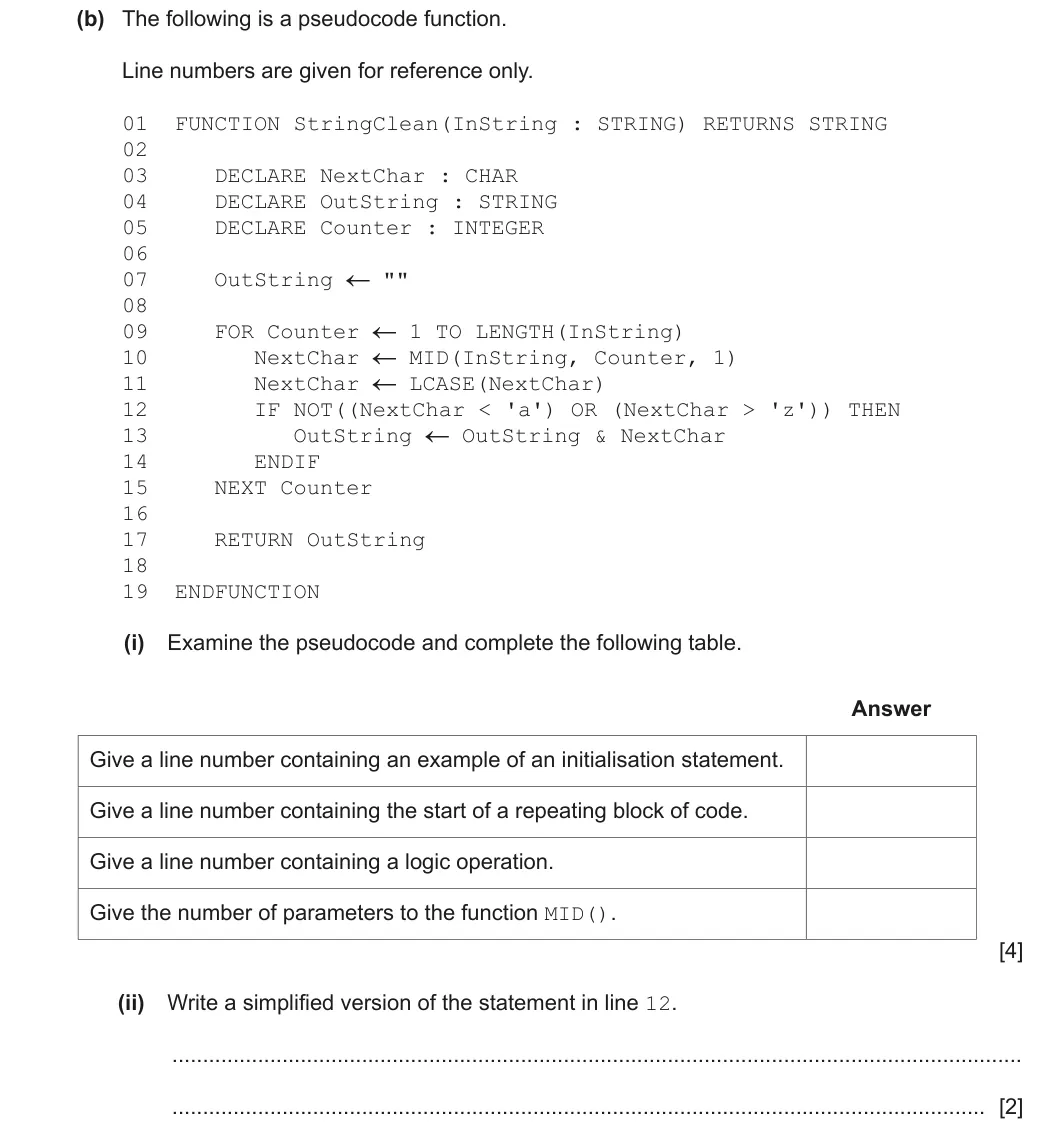 (b) The following is a pseudocode function.
Line numbers are given for reference only.
01 FUNCTION StringClean(InString : STRING) RETURNS STRING
02
03 DECLARE NextChar : CHAR
04 DECLARE OutString : STRING
05 DECLARE Counter : INTEGER
06
07 OutString ← ""
08
09 FOR Counter ← 1 TO LENGTH(InString)
10 NextChar ← MID(InString, Counter, 1)
11 NextChar ← LCASE(NextChar)
12 IF NOT((NextChar < 'a') OR (NextChar > 'z')) THEN
13 OutString ← OutString & NextChar
14 ENDIF
15 NEXT Counter
16
17 RETURN OutString
18
19 ENDFUNCTION
(i) Examine the pseudocode and complete the following table.
Answer
Give a line number containing an example of an initialisation statement.
Give a line number containing the start of a repeating block of code.
Give a line number containing a logic operation.
Give the number of parameters to the function MID().
[4]
(ii) Write a simplified version of the statement in line 12.
[2]